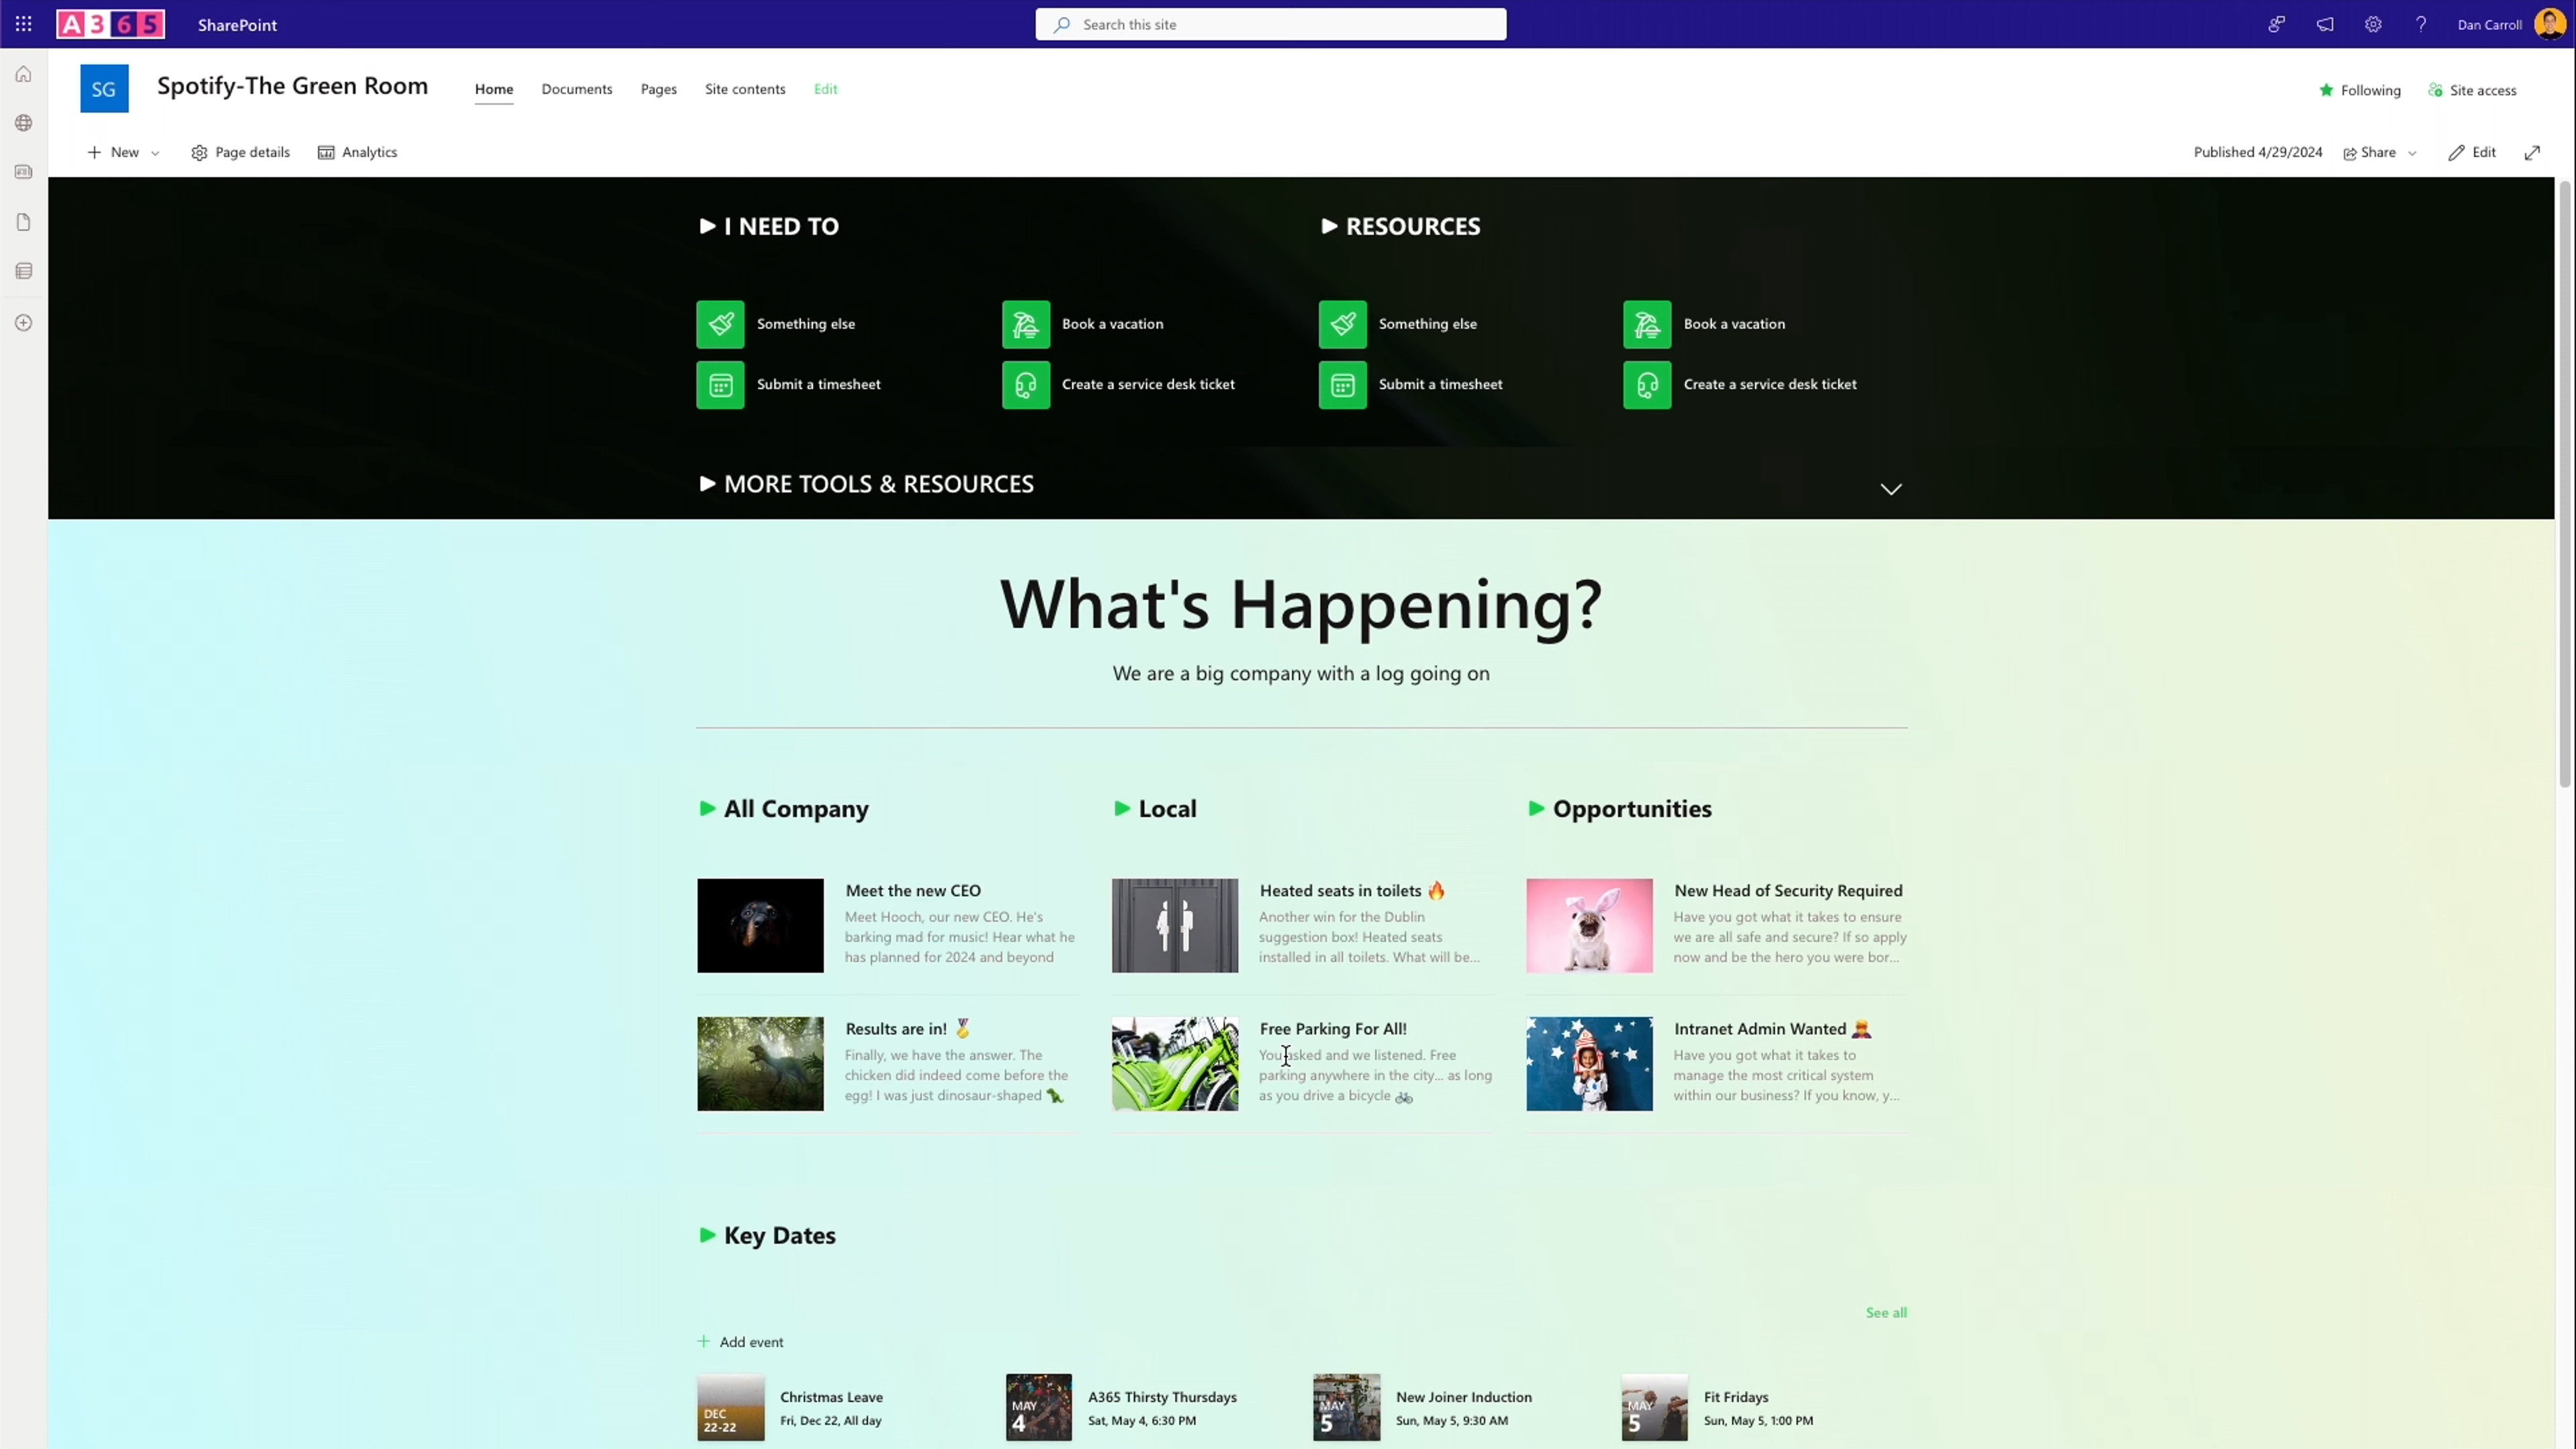 A365 SharePoint Search this site Dan Carroll
SG Spotify-The Green Room Home Documents Pages Site contents Edit Following Site access
New Page details Analytics Published 4/29/2024 Share Edit
I NEED TO
Something else Book a vacation
Submit a timesheet Create a service desk ticket
RESOURCES
Something else Book a vacation
Submit a timesheet Create a service desk ticket
MORE TOOLS & RESOURCES
What's Happening?
We are a big company with a log going on
All Company
Meet the new CEO
Meet Hooch, our new CEO. He's
barking mad for music! Hear what he
has planned for 2024 and beyond
Results are in! 🏅
Finally, we have the answer. The
chicken did indeed come before the
egg! I was just dinosaur-shaped 🦖
Local
Heated seats in toilets 🔥
Another win for the Dublin
suggestion box! Heated seats
installed in all toilets. What will be...
Free Parking For All!
You asked and we listened. Free
parking anywhere in the city... as long
as you drive a bicycle 🚲
Opportunities
New Head of Security Required
Have you got what it takes to ensure
we are all safe and secure? If so apply
now and be the hero you were bor...
Intranet Admin Wanted 🦸
Have you got what it takes to
manage the most critical system
within our business? If you know, y...
Key Dates
See all
Add event
DEC
22-22
Christmas Leave
Fri, Dec 22, All day
MAY
4
A365 Thirsty Thursdays
Sat, May 4, 6:30 PM
MAY
5
New Joiner Induction
Sun, May 5, 9:30 AM
MAY
5
Fit Fridays
Sun, May 5, 1:00 PM